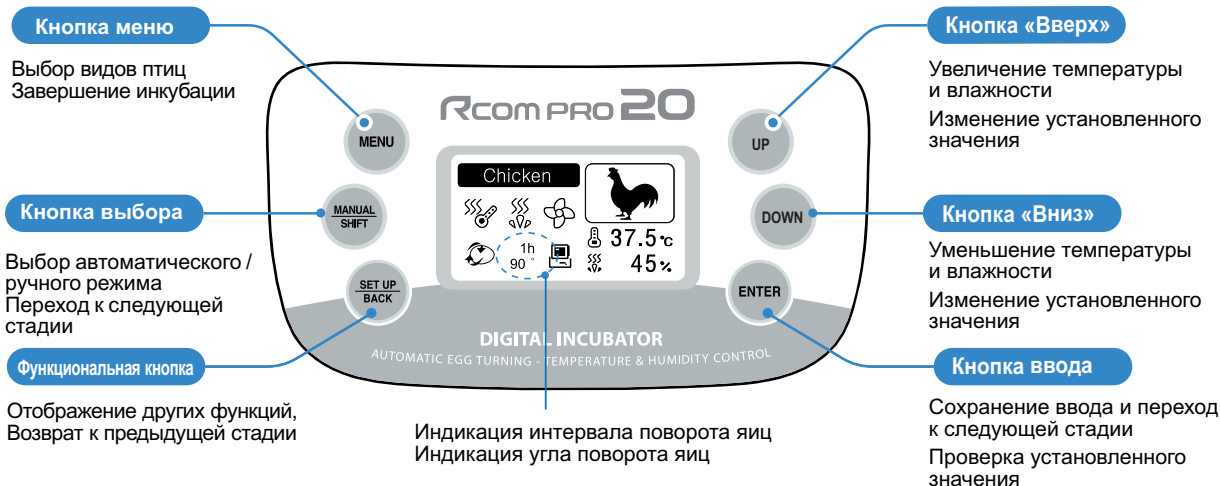 Кнопка меню
Выбор видов птиц
Завершение инкубации
Кнопка выбора
Выбор автоматического /
ручного режима
Переход к следующей
стадии
Функциональная кнопка
Отображение других функций,
Возврат к предыдущей стадии
Rcom PRO 20
MENU
MANUAL
SHIFT
SET UP
BACK
Chicken
1h
90°
37.5℃
45%
UP
DOWN
ENTER
DIGITAL INCUBATOR
AUTOMATIC EGG TURNING - TEMPERATURE & HUMIDITY CONTROL
Индикация интервала поворота яиц
Индикация угла поворота яиц
Кнопка «Вверх»
Увеличение температуры
и влажности
Изменение установленного
значения
Кнопка «Вниз»
Уменьшение температуры
и влажности
Изменение установленного
значения
Кнопка ввода
Сохранение ввода и переход
к следующей стадии
Проверка установленного
значения